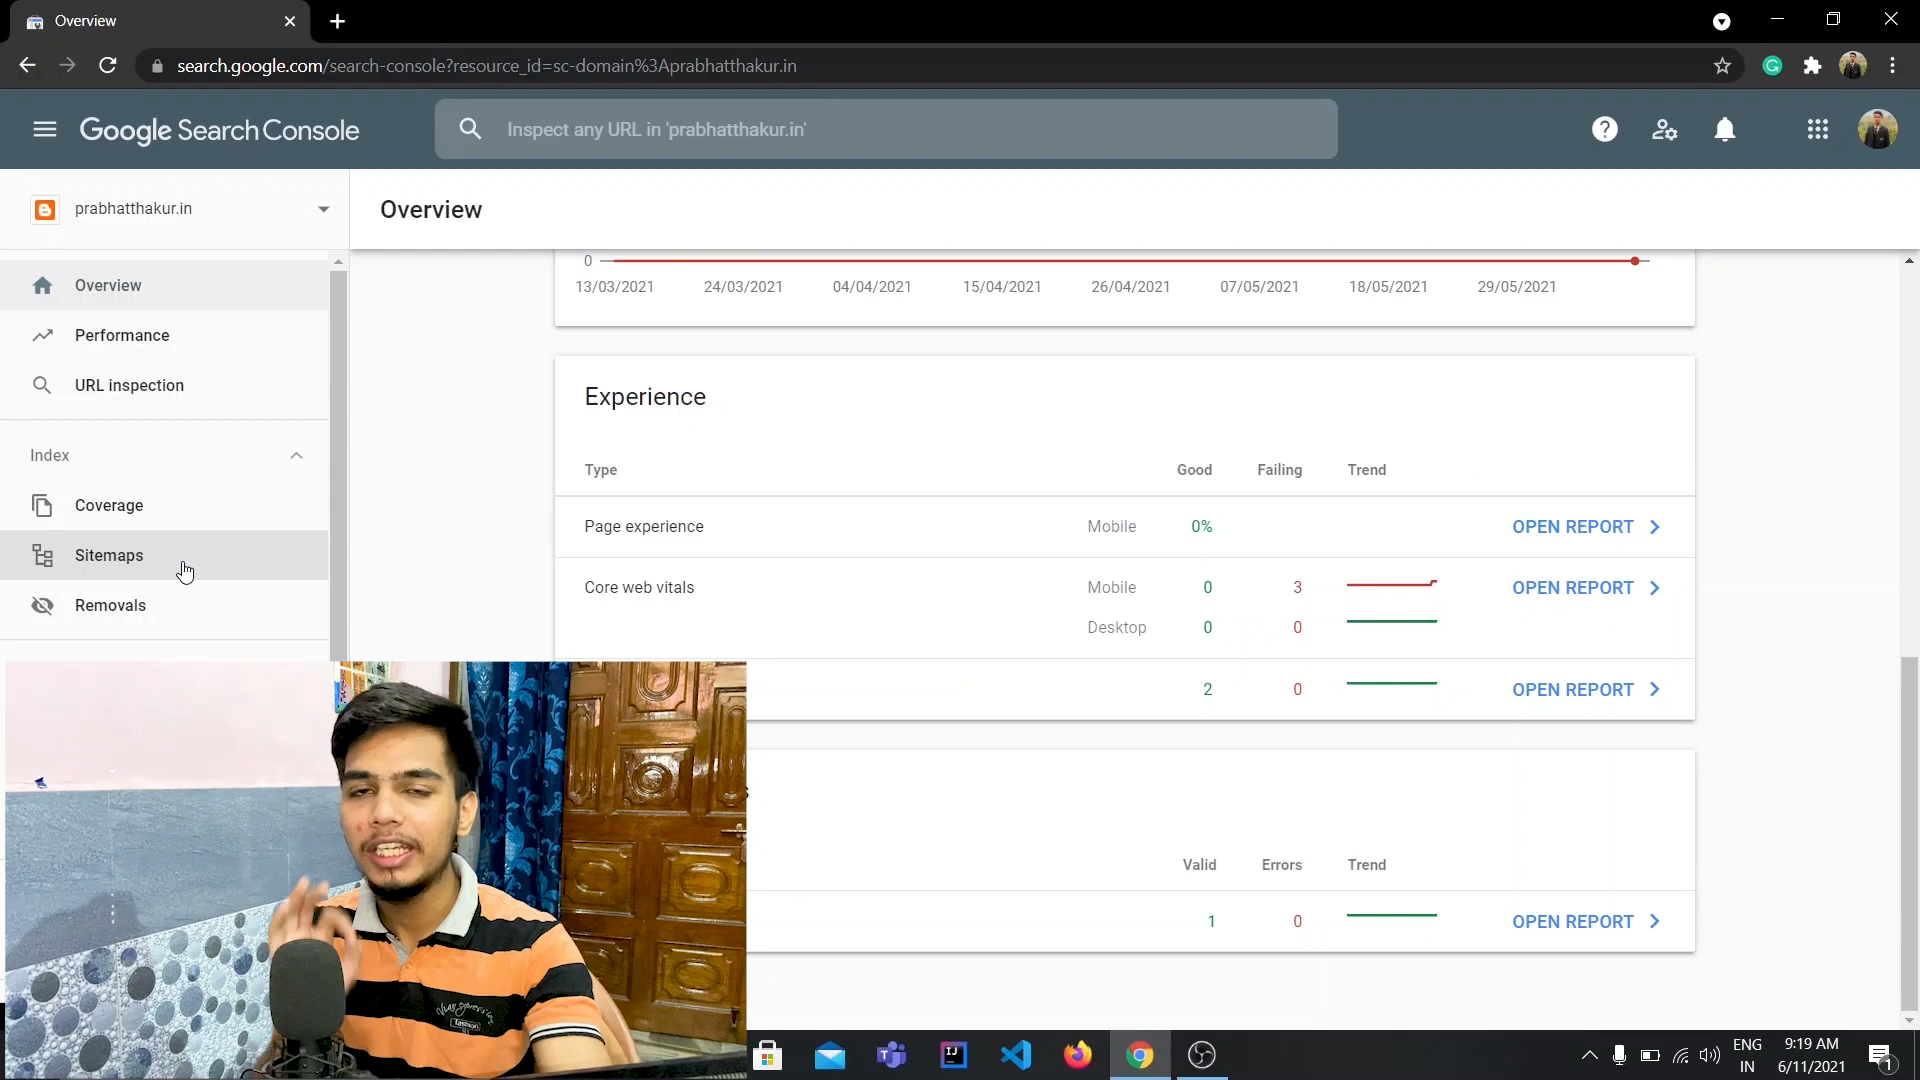 Overview
search.google.com/search-console?resource_id=sc-domain%3Aprabhatthakur.in
Google Search Console
Inspect any URL in 'prabhatthakur.in'
prabhatthakur.in
Overview
Overview
Performance
URL inspection
Index
Coverage
Sitemaps
Removals
0
13/03/2021 24/03/2021 04/04/2021 15/04/2021 26/04/2021 07/05/2021 18/05/2021 29/05/2021
Experience
Type Good Failing Trend
Page experience Mobile 0% OPEN REPORT
Core web vitals Mobile 0 3 OPEN REPORT
Desktop 0 0
2 0 OPEN REPORT
Valid Errors Trend
1 0 OPEN REPORT
fashion
ENG
IN
9:19 AM
6/11/2021
1